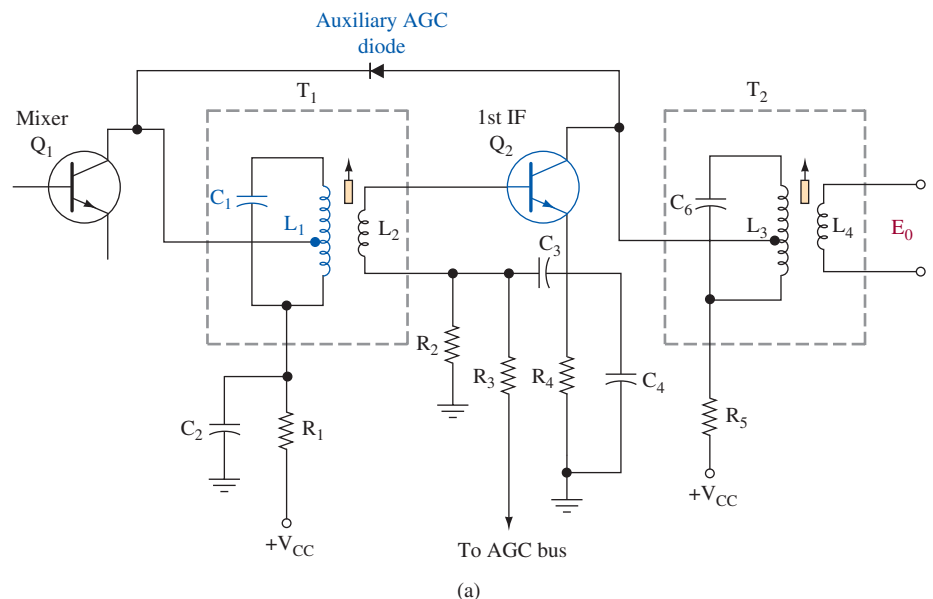 Auxiliary AGC
diode
T1
T2
Mixer
Q1
1st IF
Q2
C1
L1
L2
C3
C6
L3
L4
E0
R2
R3
R4
C4
C2
R1
R5
+VCC
+VCC
To AGC bus
(a)